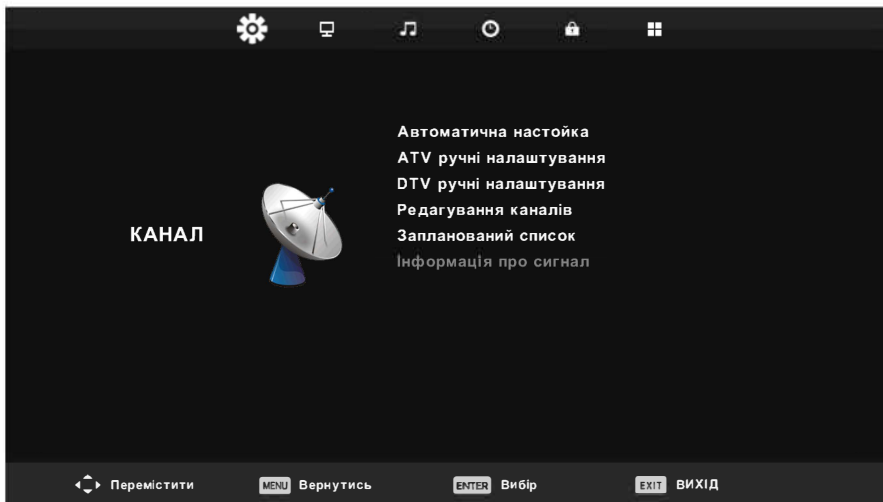 Автоматична настойка
ATV ручні налаштування
DTV ручні налаштування
Редагування каналів
КАНАЛ
Запланований список
Інформація про сигнал
Перемістити MENU Вернутись ENTER Вибір EXIT ВИХІД